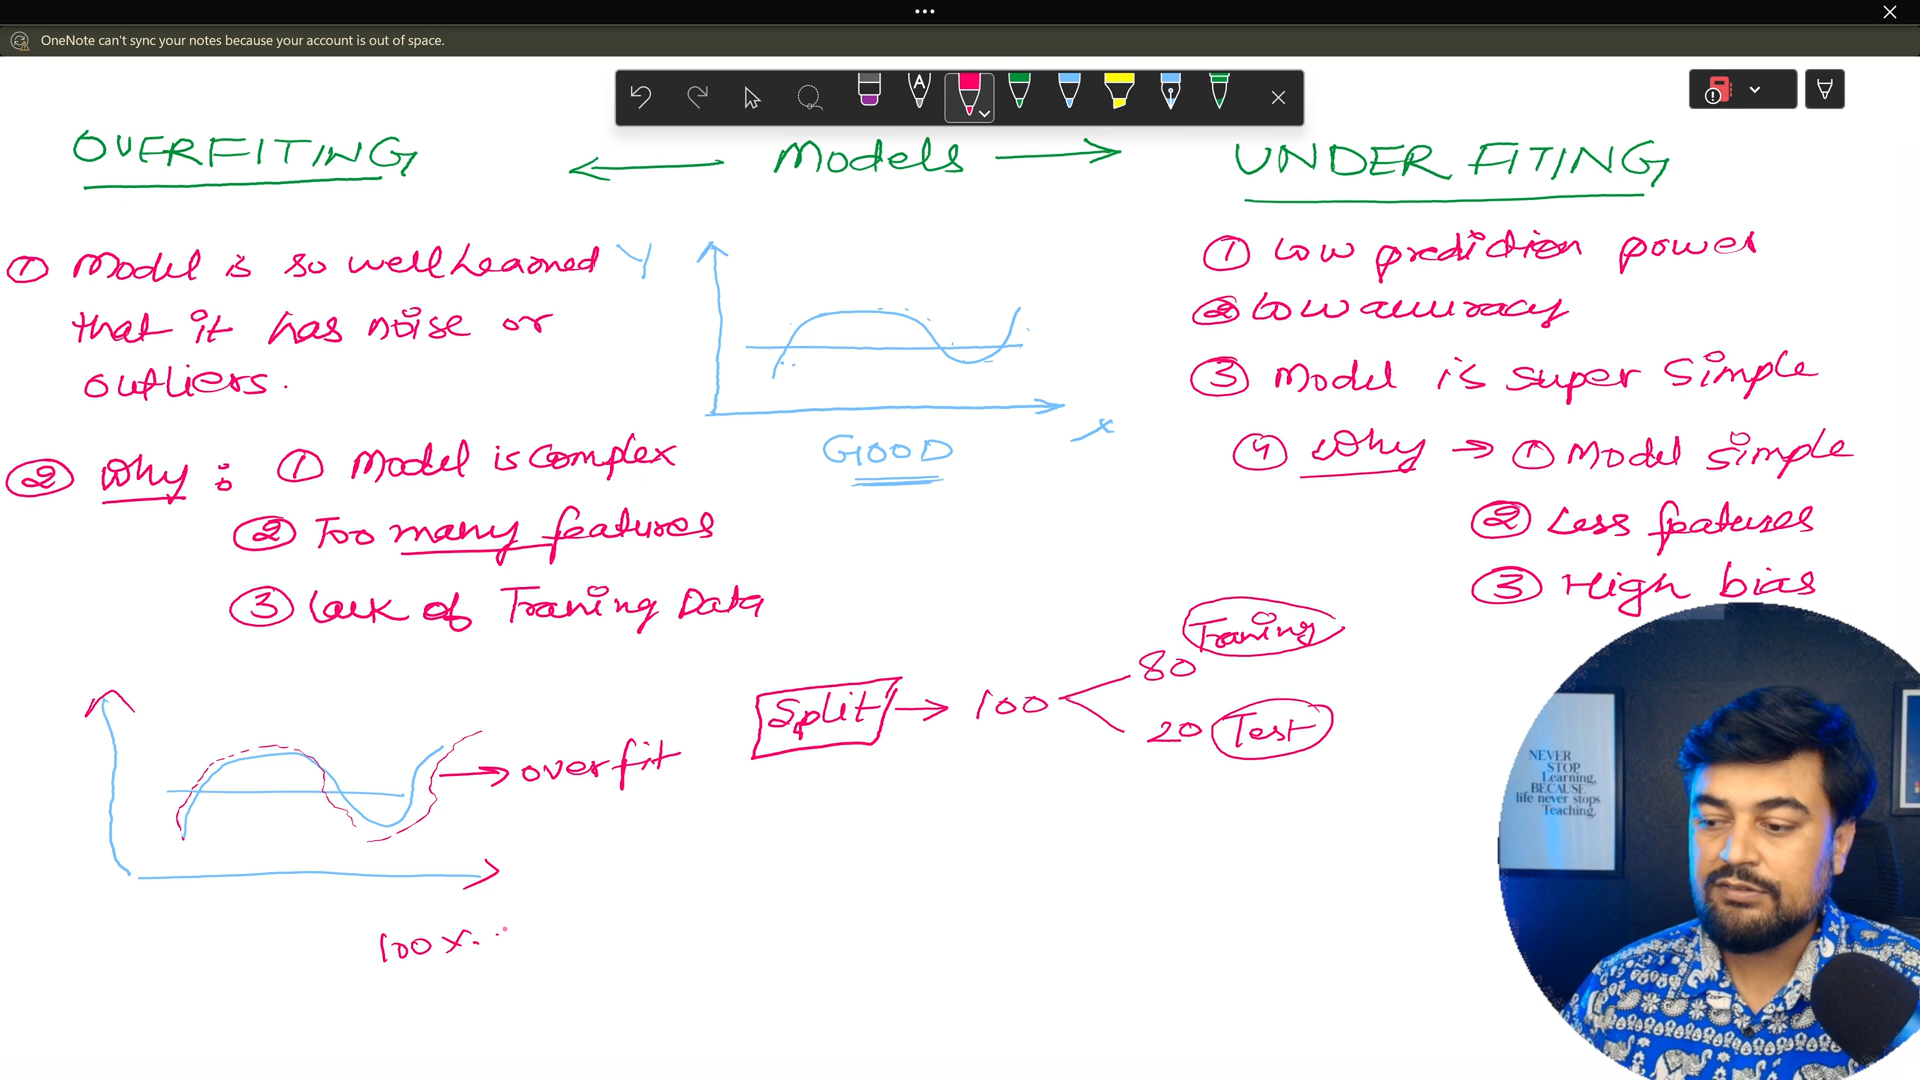 OneNote can't sync your notes because your account is out of space.
OVERFITING
Models
UNDER FITING
① Model is so well Learned
that it has noise or
outliers.
② Why : ① Model is complex
② Too many features
③ Lack of Traning Data
Y
X
GOOD
① Low prediction power
② Low accuracy
③ Model is super simple
④ Why → ① Model simple
② Less features
③ High bias
overfit
100 X..
Split → 100
80 Traning
20 Test
NEVER
STOP
Learning,
BECAUSE
life never stops
Teaching.